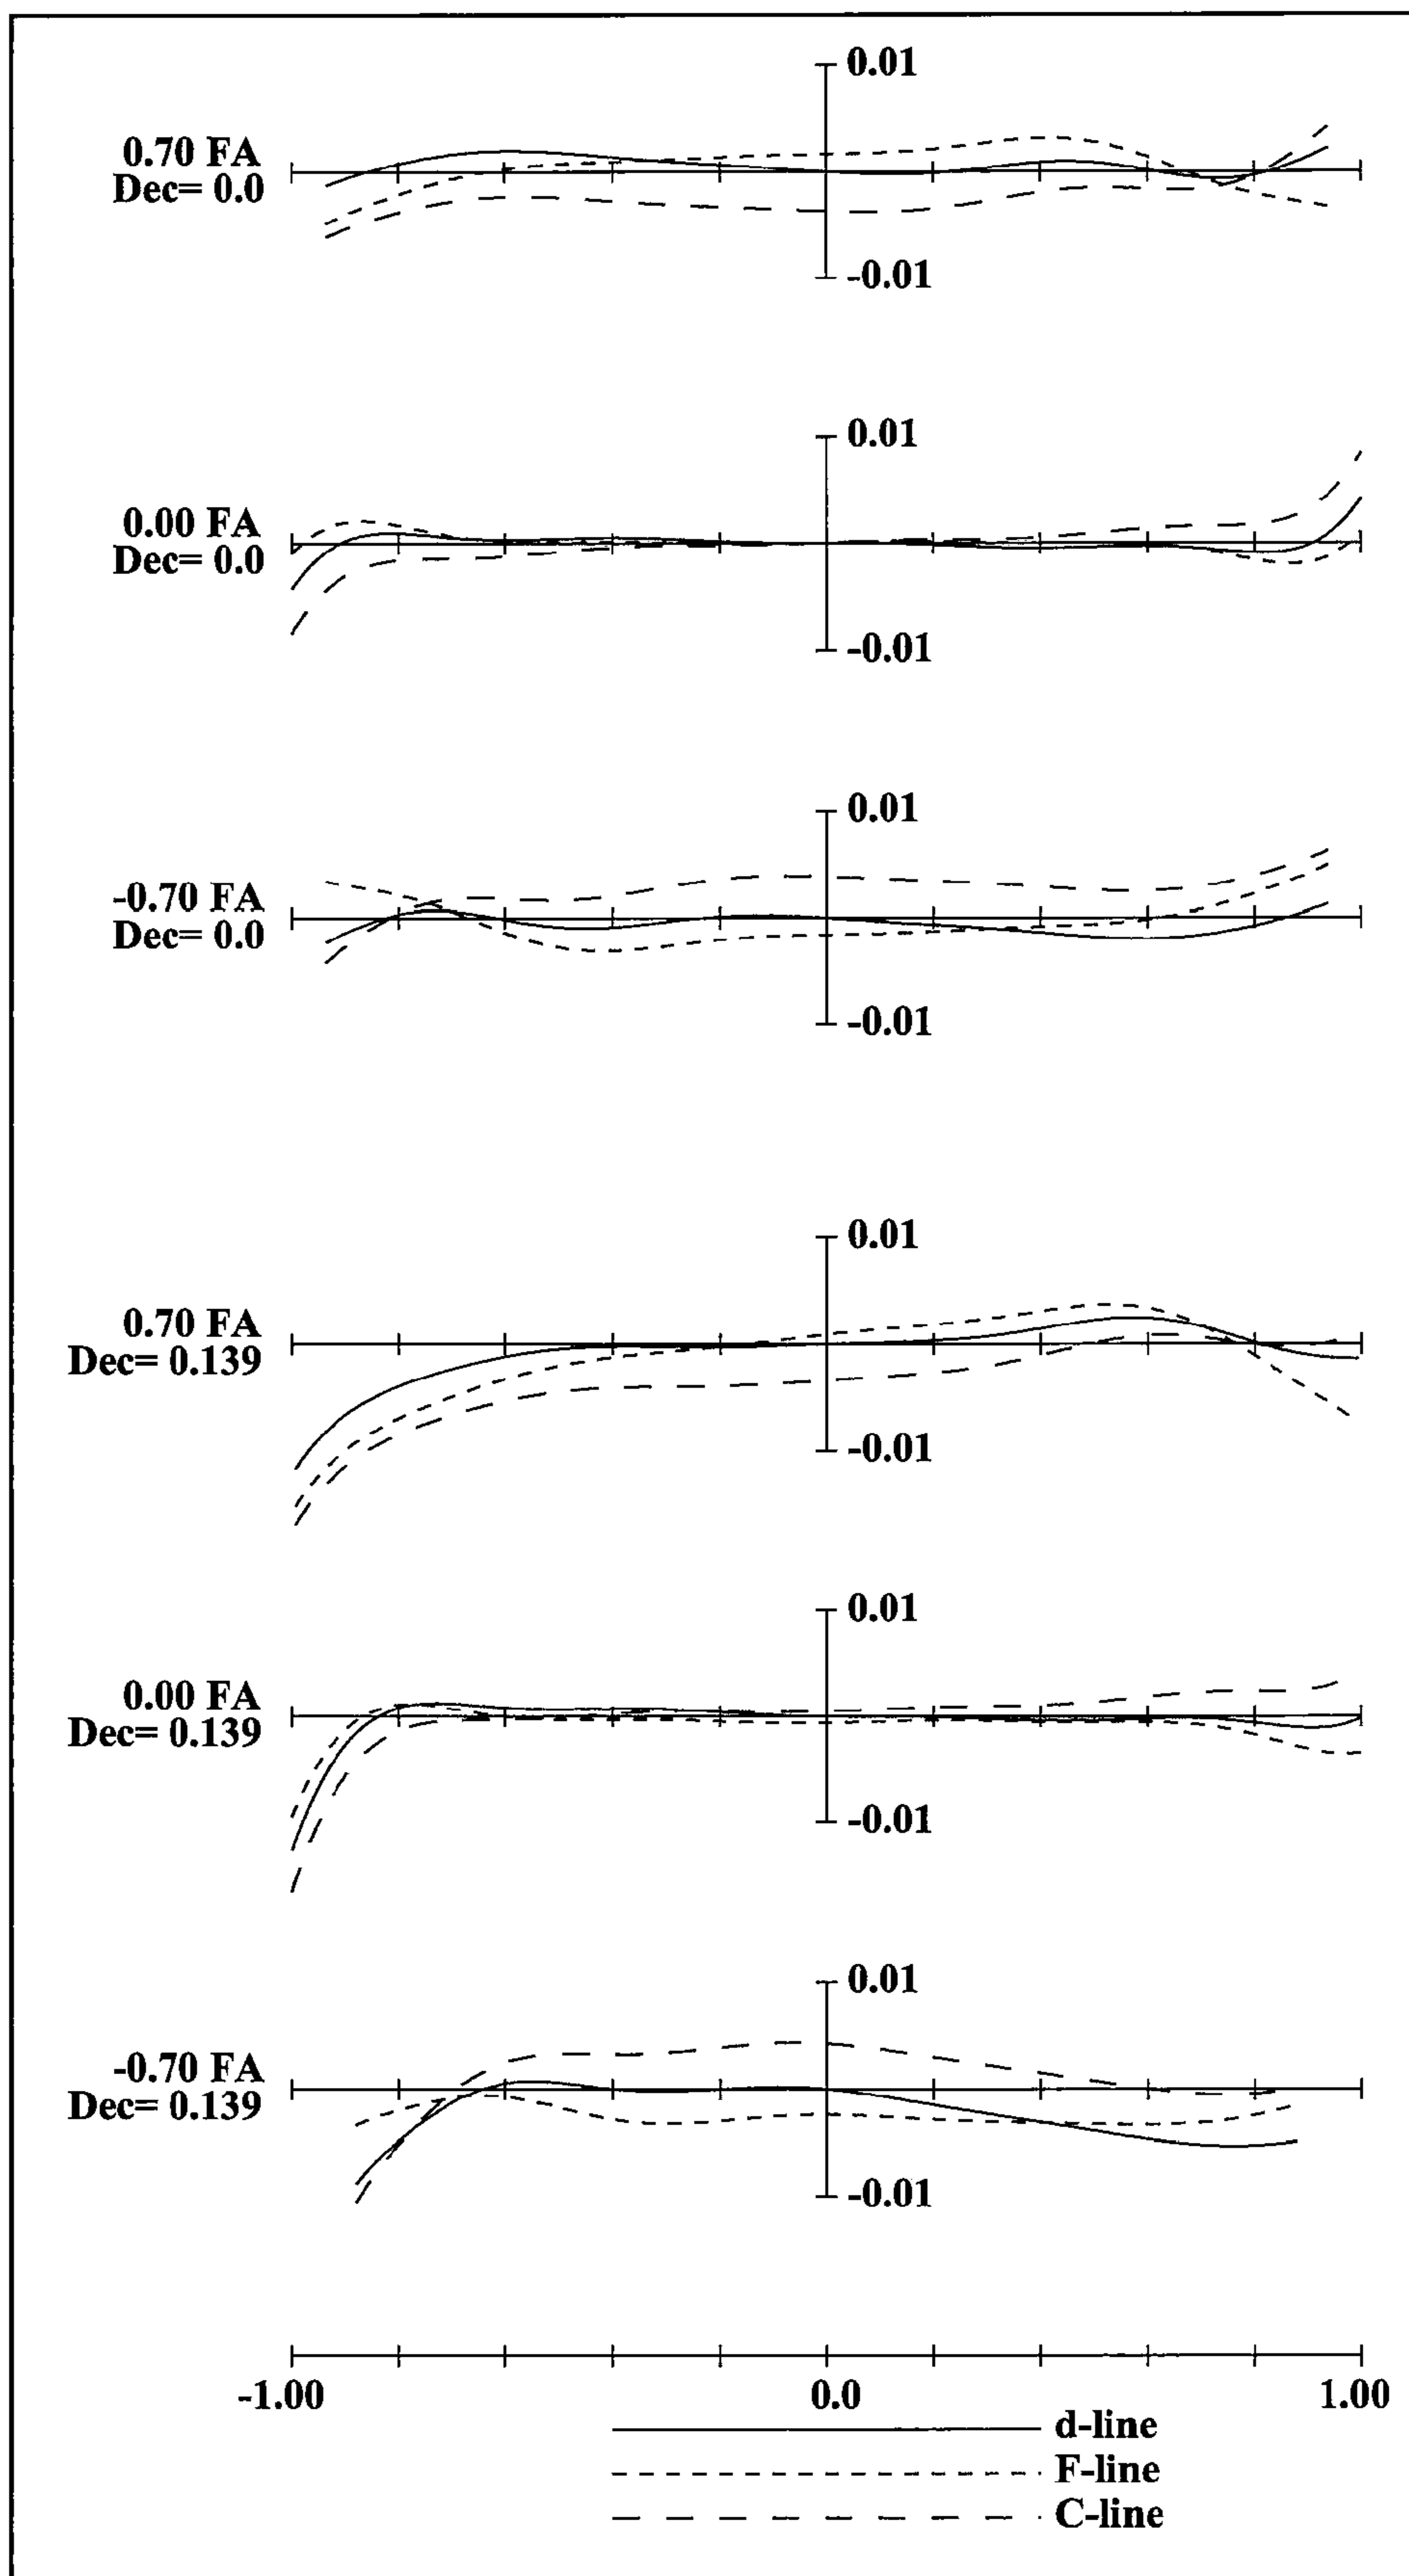 0.01
0.70 FA
Dec= 0.0
-0.01
0.01
0.00 FA
Dec= 0.0
-0.01
0.01
-0.70 FA
Dec= 0.0
-0.01
0.01
0.70 FA
Dec= 0.139
-0.01
0.01
0.00 FA
Dec= 0.139
-0.01
0.01
-0.70 FA
Dec= 0.139
-0.01
-1.00 0.0 1.00
d-line
F-line
C-line